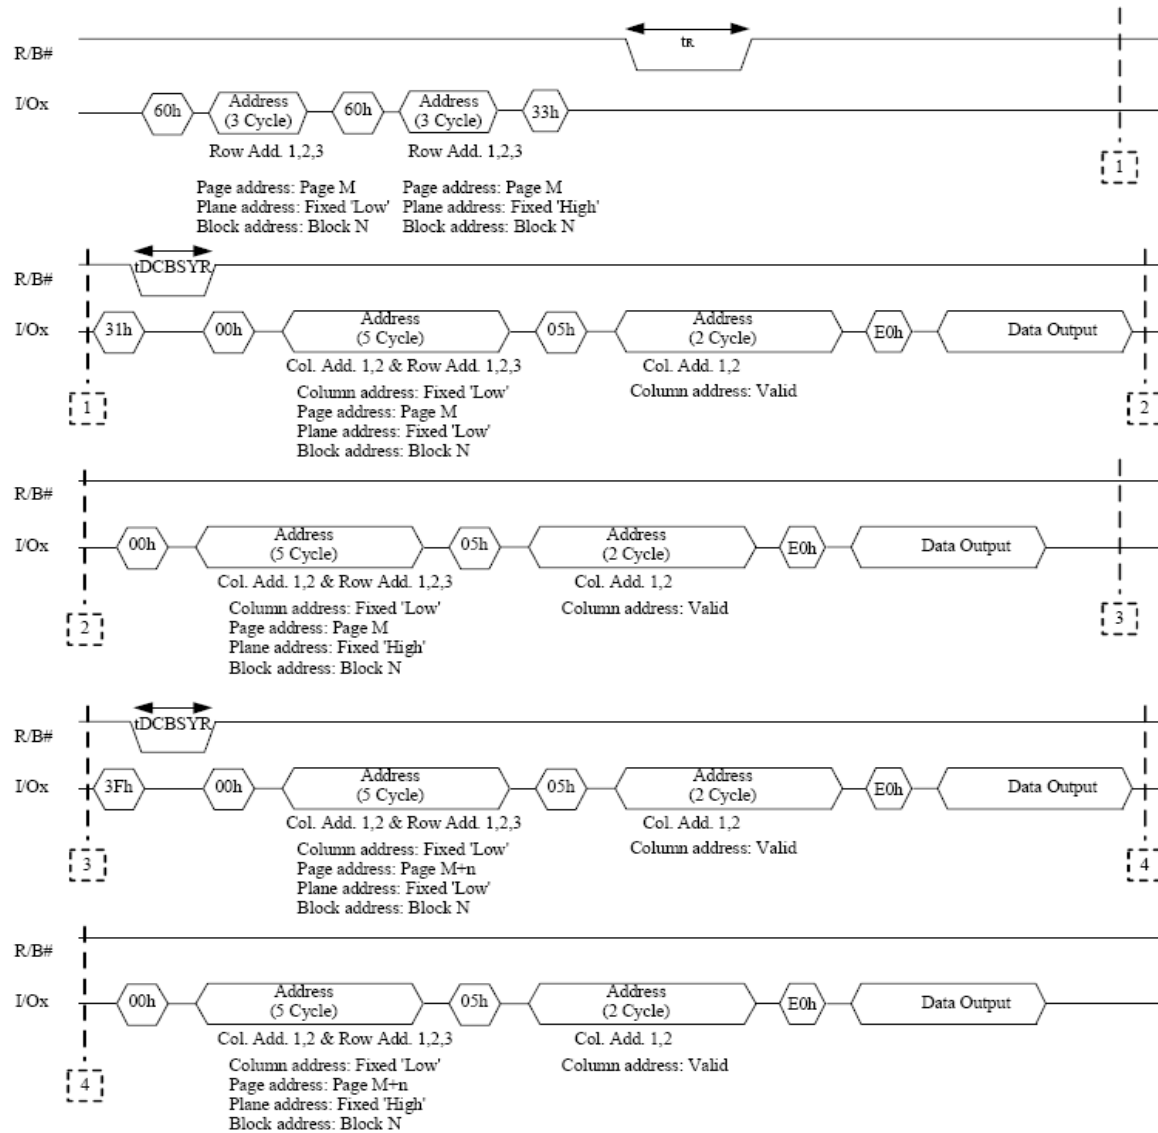 tR
R/B#
I/Ox
60h
Address
(3 Cycle)
60h
Address
(3 Cycle)
33h
Row Add. 1,2,3
Row Add. 1,2,3
1
Page address: Page M
Plane address: Fixed 'Low'
Block address: Block N
Page address: Page M
Plane address: Fixed 'High'
Block address: Block N
tDCBSYR
R/B#
I/Ox
31h
00h
Address
(5 Cycle)
05h
Address
(2 Cycle)
E0h
Data Output
Col. Add. 1,2 & Row Add. 1,2,3
Col. Add. 1,2
Column address: Fixed 'Low'
Page address: Page M
Plane address: Fixed 'Low'
Block address: Block N
Column address: Valid
1
2
R/B#
I/Ox
00h
Address
(5 Cycle)
05h
Address
(2 Cycle)
E0h
Data Output
Col. Add. 1,2 & Row Add. 1,2,3
Col. Add. 1,2
Column address: Fixed 'Low'
Page address: Page M
Plane address: Fixed 'High'
Block address: Block N
Column address: Valid
2
3
tDCBSYR
R/B#
I/Ox
3Fh
00h
Address
(5 Cycle)
05h
Address
(2 Cycle)
E0h
Data Output
Col. Add. 1,2 & Row Add. 1,2,3
Col. Add. 1,2
Column address: Fixed 'Low'
Page address: Page M+n
Plane address: Fixed 'Low'
Block address: Block N
Column address: Valid
3
4
R/B#
I/Ox
00h
Address
(5 Cycle)
05h
Address
(2 Cycle)
E0h
Data Output
Col. Add. 1,2 & Row Add. 1,2,3
Col. Add. 1,2
Column address: Fixed 'Low'
Page address: Page M+n
Plane address: Fixed 'High'
Block address: Block N
Column address: Valid
4